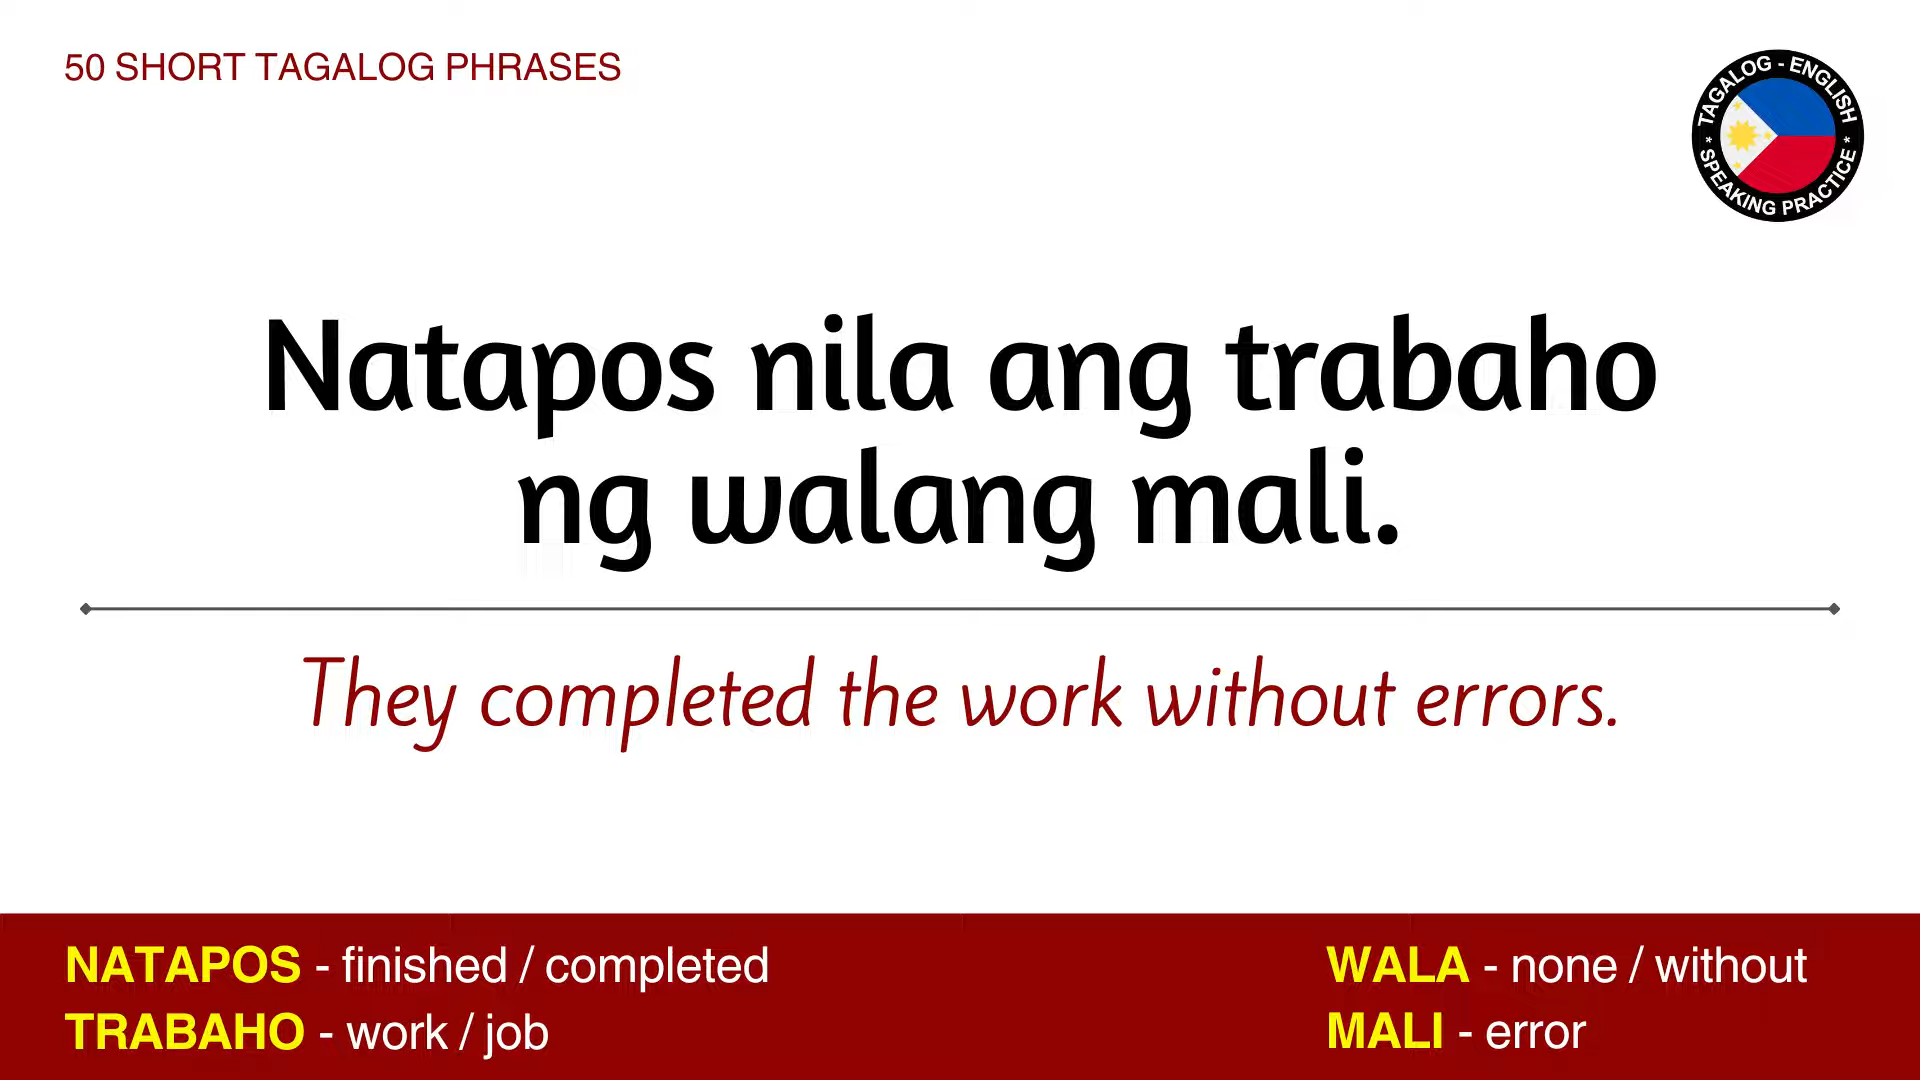 50 SHORT TAGALOG PHRASES
TAGALOG - ENGLISH
* SPEAKING PRACTICE *
Natapos nila ang trabaho
ng walang mali.
They completed the work without errors.
NATAPOS - finished / completed
TRABAHO - work / job
WALA - none / without
MALI - error